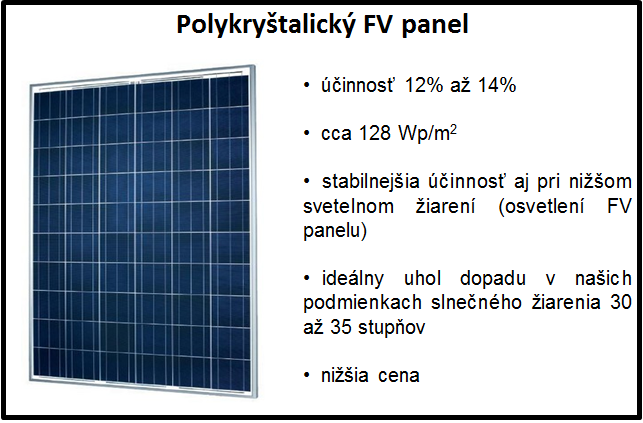 Polykryštalický FV panel
• účinnosť 12% až 14%
• cca 128 Wp/m²
• stabilnejšia účinnosť aj pri nižšom
svetelnom žiarení (osvetlení FV
panelu)
• ideálny uhol dopadu v našich
podmienkach slnečného žiarenia 30
až 35 stupňov
• nižšia cena